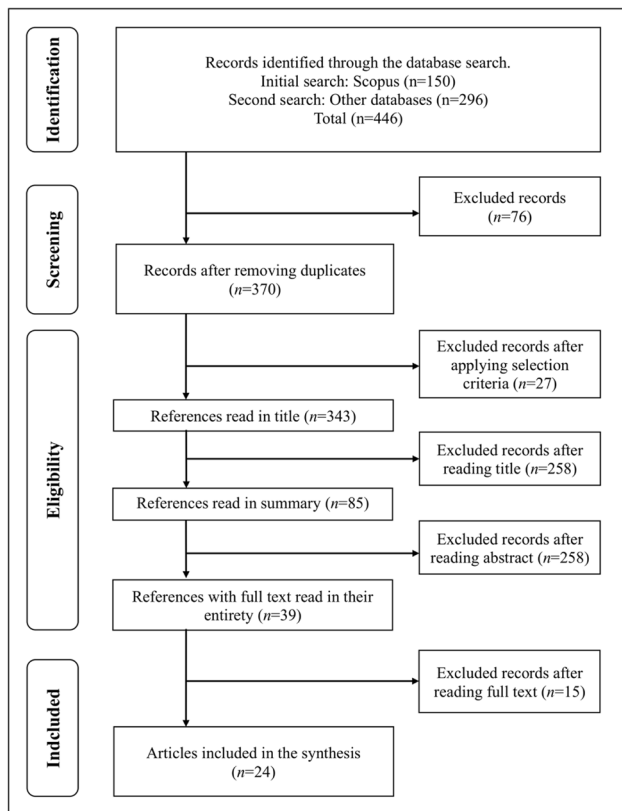 Identification
Records identified through the database search.
Initial search: Scopus (n=150)
Second search: Other databases (n=296)
Total (n=446)
Screening
Excluded records
(n=76)
Records after removing duplicates
(n=370)
Eligibility
Excluded records after
applying selection
criteria (n=27)
References read in title (n=343)
Excluded records after
reading title (n=258)
References read in summary (n=85)
Excluded records after
reading abstract (n=258)
References with full text read in their
entirety (n=39)
Indcluded
Excluded records after
reading full text (n=15)
Articles included in the synthesis
(n=24)